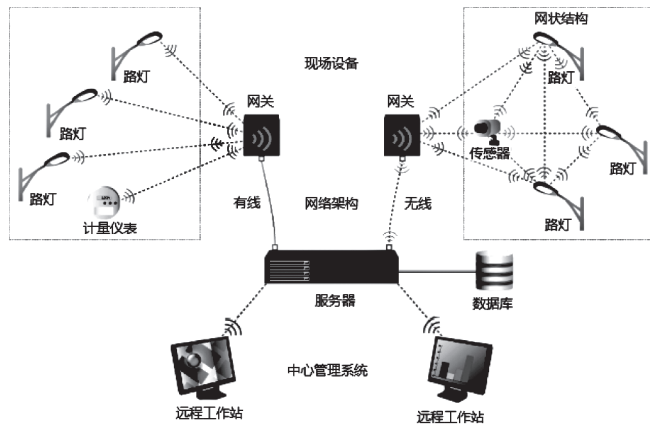 网状结构
路灯
现场设备
路灯
网关
网关
路灯
传感器
路灯
路灯
路灯
计量仪表
有线
网络架构
无线
服务器
数据库
中心管理系统
远程工作站
远程工作站